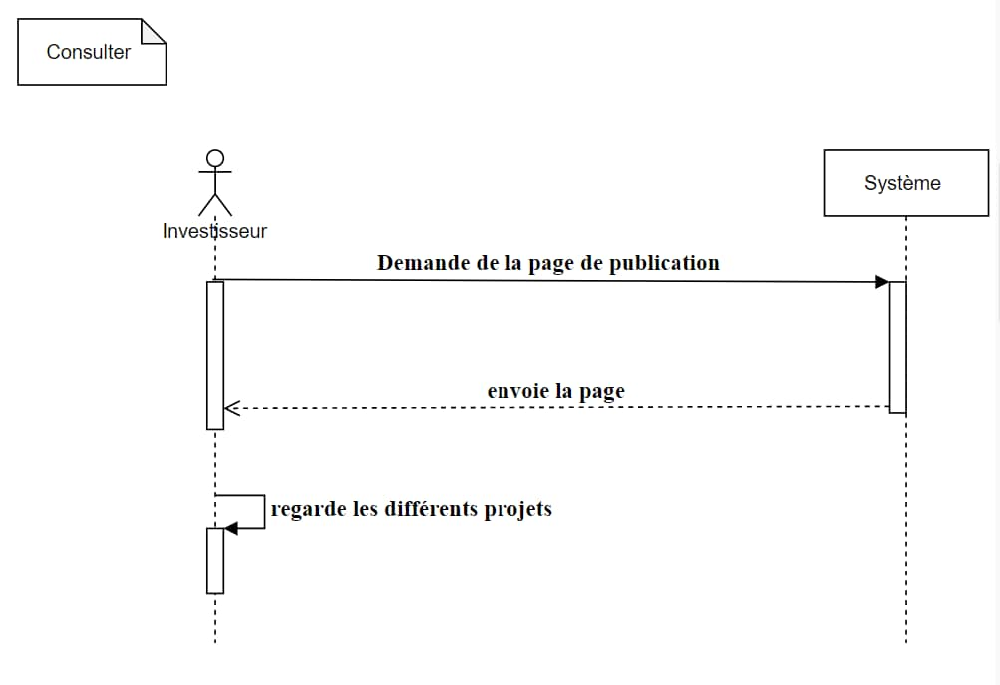 Consulter
Investisseur
Système
Demande de la page de publication
envoie la page
regarde les différents projets